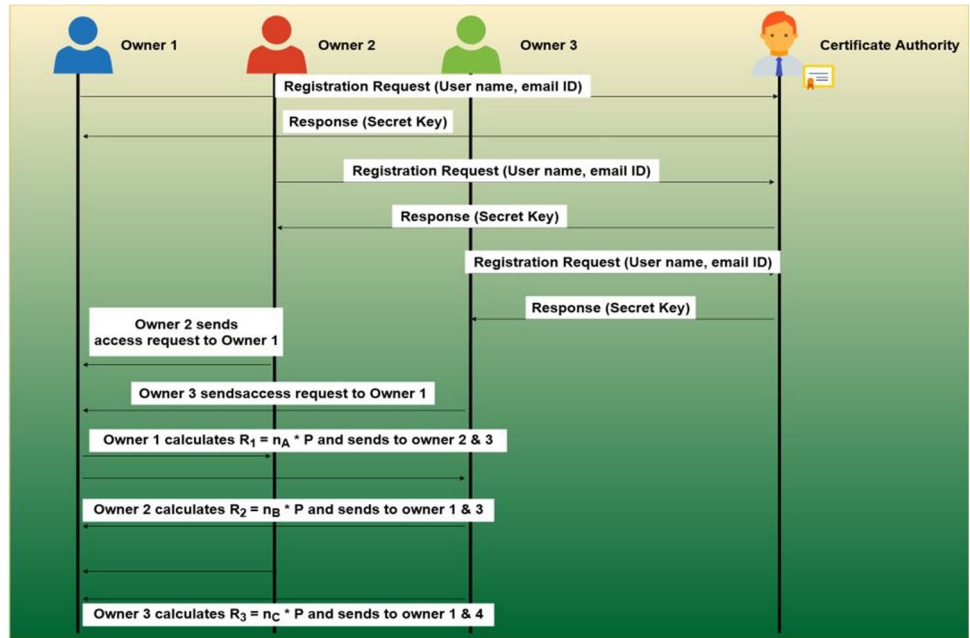 Owner 1
Owner 2
Owner 3
Certificate Authority
Registration Request (User name, email ID)
Response (Secret Key)
Registration Request (User name, email ID)
Response (Secret Key)
Registration Request (User name, email ID)
Response (Secret Key)
Owner 2 sends
access request to Owner 1
Owner 3 sendsaccess request to Owner 1
Owner 1 calculates R₁ = n_A * P and sends to owner 2 & 3
Owner 2 calculates R₂ = n_B * P and sends to owner 1 & 3
Owner 3 calculates R₃ = n_C * P and sends to owner 1 & 4